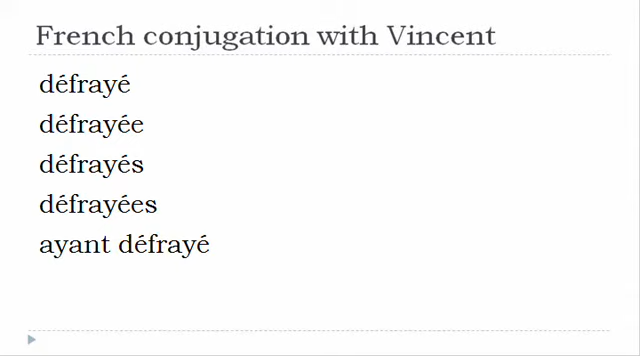 French conjugation with Vincent
défrayé
défrayée
défrayés
défrayées
ayant défrayé